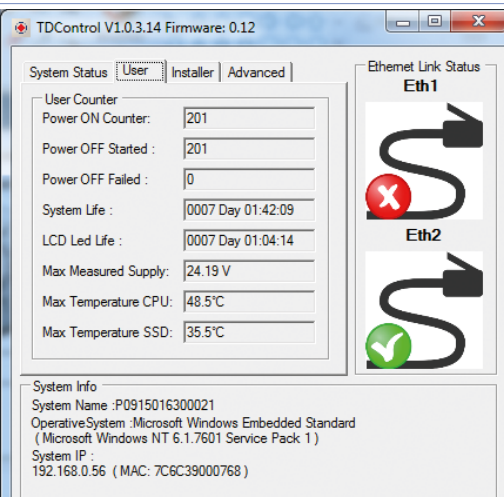 TDControl V1.0.3.14 Firmware: 0.12
System Status User Installer Advanced
User Counter
Power ON Counter: 201
Power OFF Started : 201
Power OFF Failed : 0
System Life : 0007 Day 01:42:09
LCD Led Life : 0007 Day 01:04:14
Max Measured Supply: 24.19 V
Max Temperature CPU: 48.5°C
Max Temperature SSD: 35.5°C
Ethernet Link Status
Eth1
Eth2
System Info
System Name :P0915016300021
OperativeSystem :Microsoft Windows Embedded Standard
( Microsoft Windows NT 6.1.7601 Service Pack 1 )
System IP :
192.168.0.56 ( MAC: 7C6C39000768 )